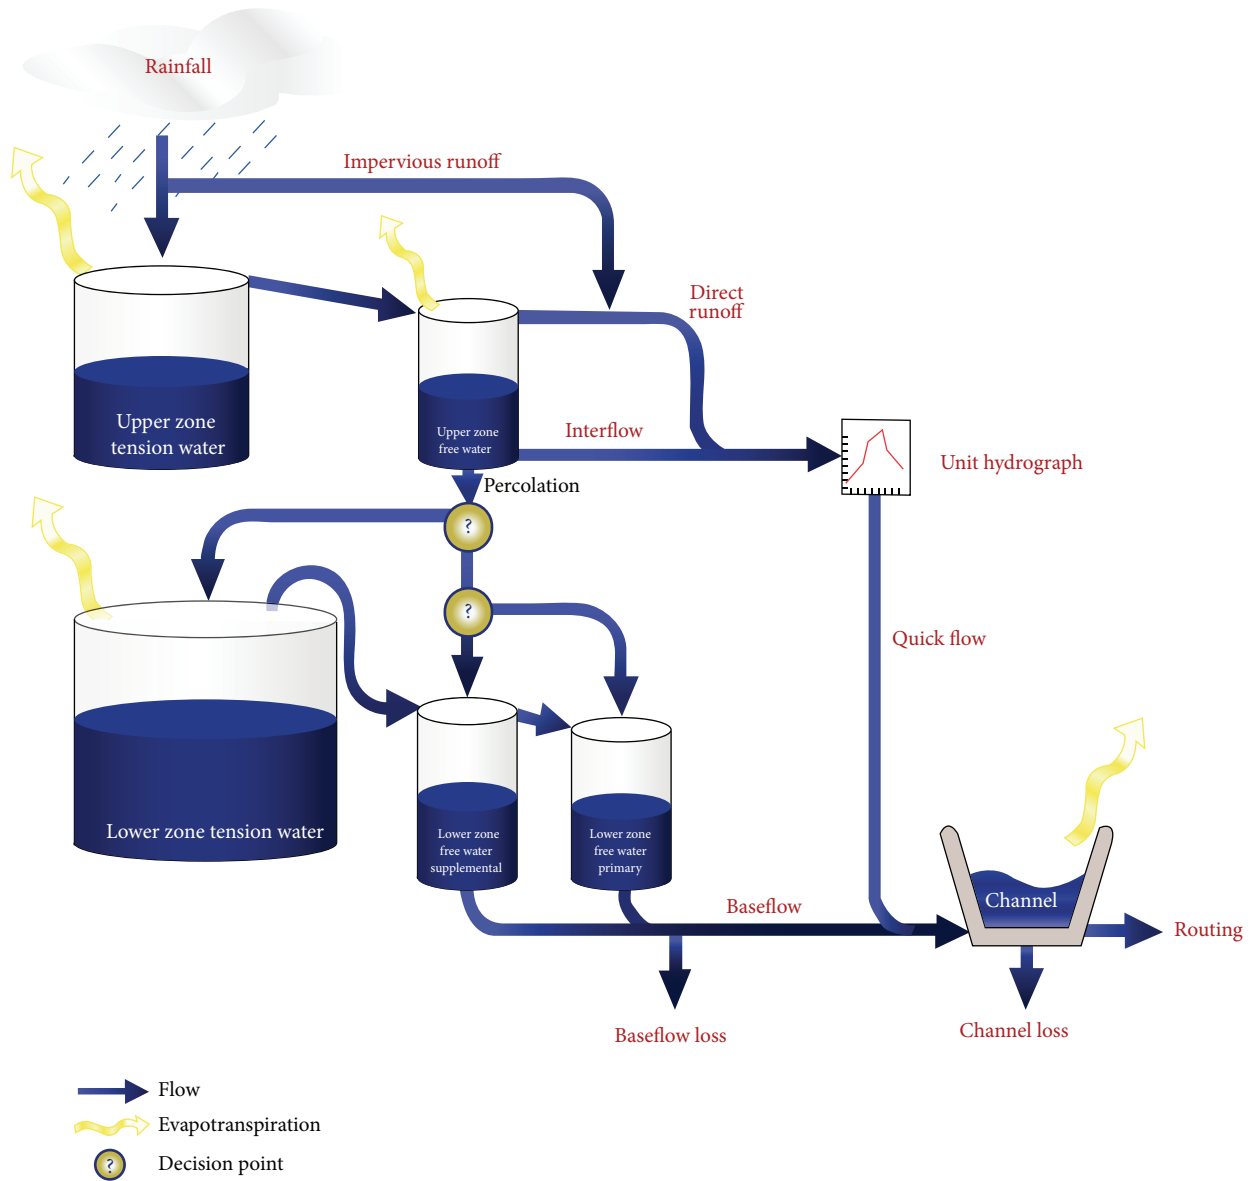 Rainfall
Impervious runoff
Direct
runoff
Upper zone
tension water
Upper zone
free water
Interflow
Unit hydrograph
Percolation
?
?
Quick flow
Lower zone tension water
Lower zone
free water
supplemental
Lower zone
free water
primary
Baseflow
Channel
Routing
Baseflow loss
Channel loss
Flow
Evapotranspiration
? Decision point